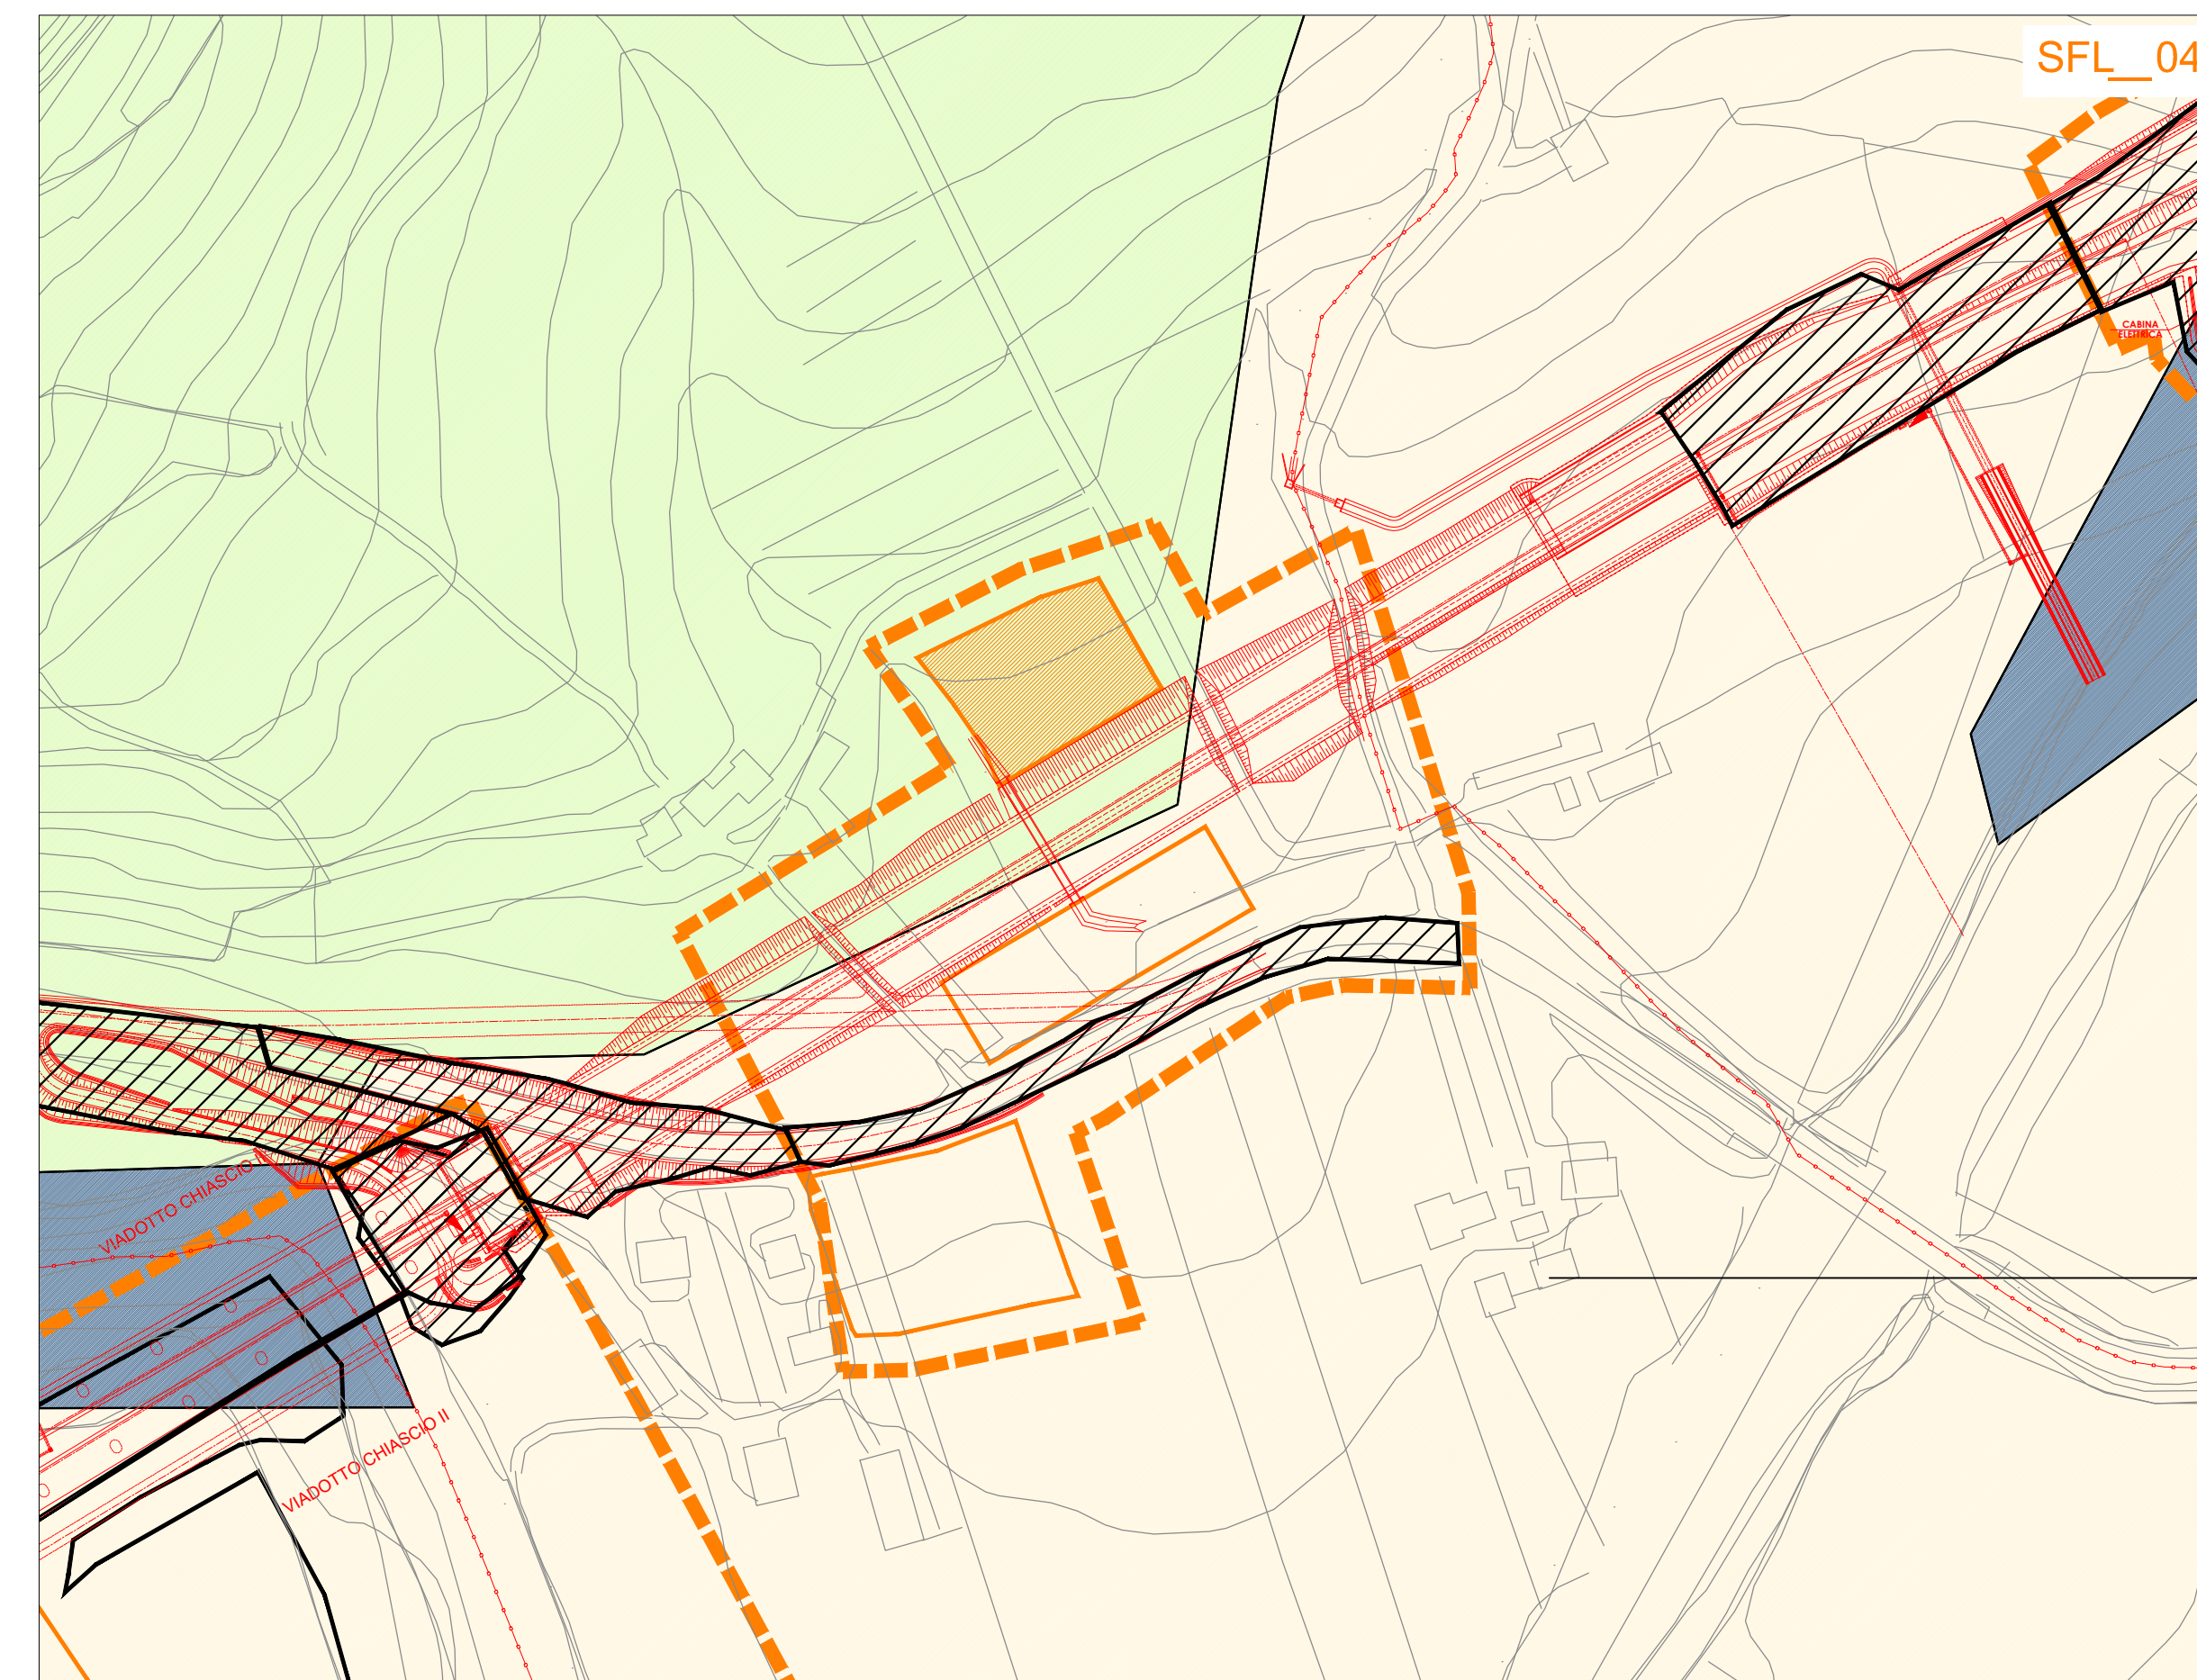 SFL__04
CABINA
ELETTRICA
VIADOTTO CHIASCIO
VIADOTTO CHIASCIO II